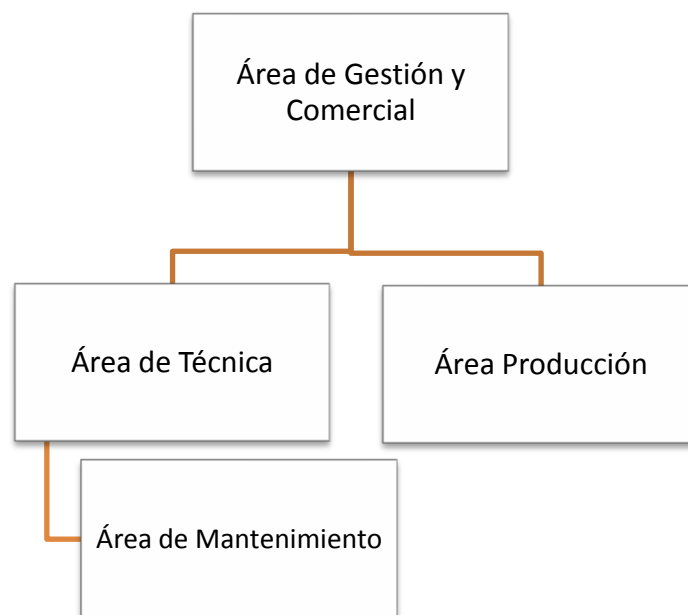 Área de Gestión y
Comercial
Área de Técnica
Área Producción
Área de Mantenimiento